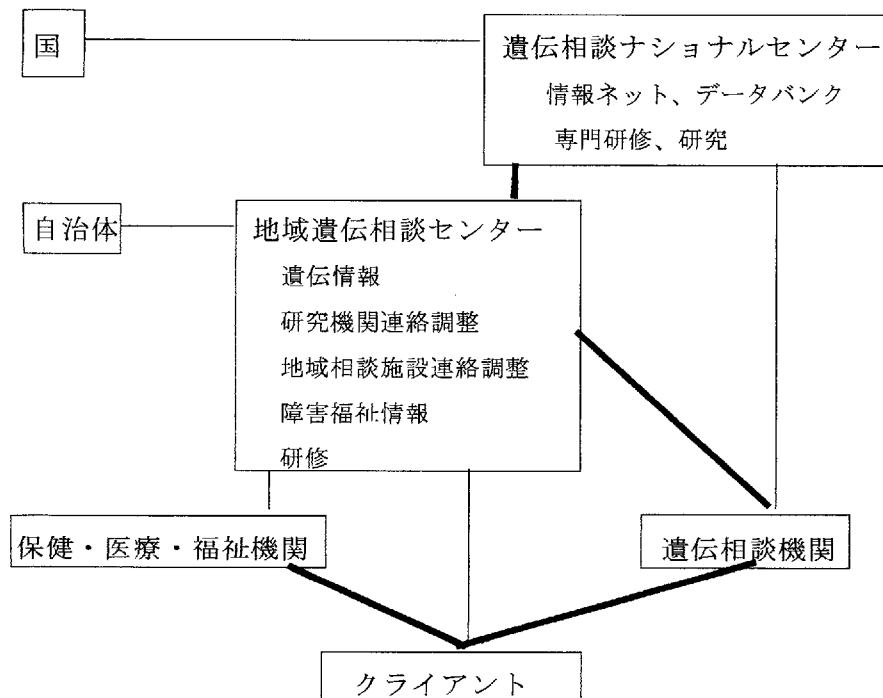 国
遺伝相談ナショナルセンター
情報ネット、データバンク
専門研修、研究
自治体
地域遺伝相談センター
遺伝情報
研究機関連絡調整
地域相談施設連絡調整
障害福祉情報
研修
保健・医療・福祉機関
遺伝相談機関
クライアント